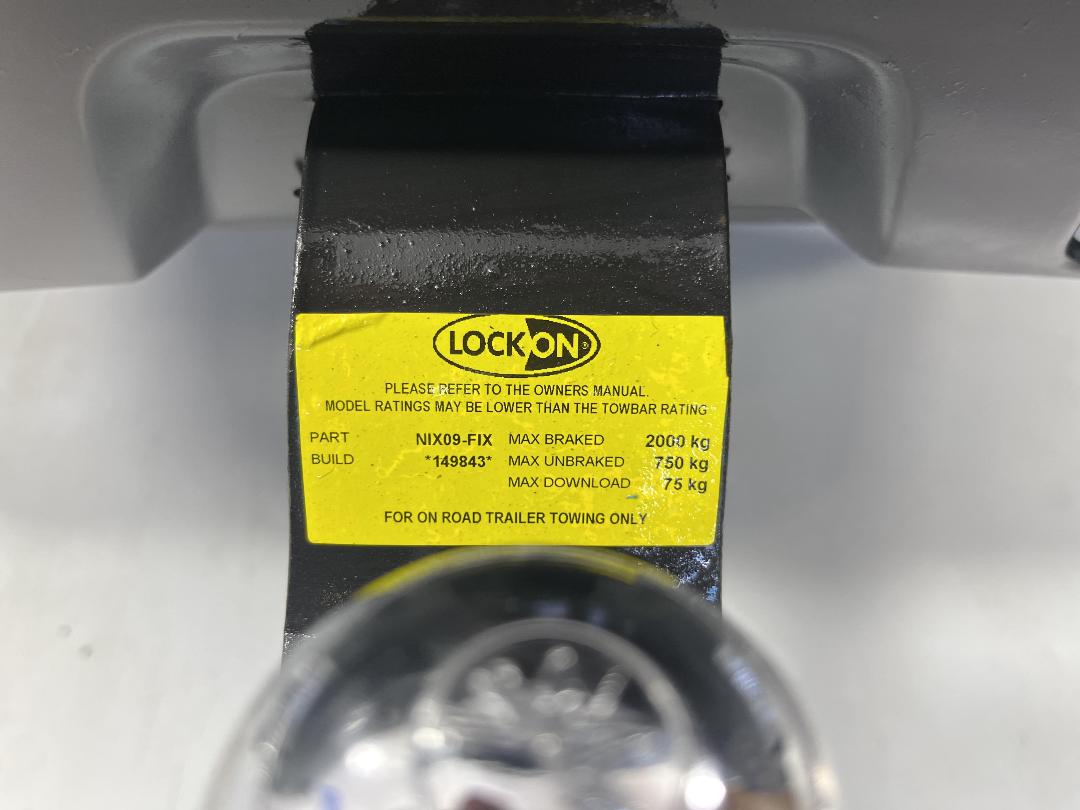 LOCKON®
PLEASE REFER TO THE OWNERS MANUAL.
MODEL RATINGS MAY BE LOWER THAN THE TOWBAR RATING
PART NIX09-FIX MAX BRAKED 2000 kg
BUILD *149843* MAX UNBRAKED 750 kg
MAX DOWNLOAD 75 kg
FOR ON ROAD TRAILER TOWING ONLY